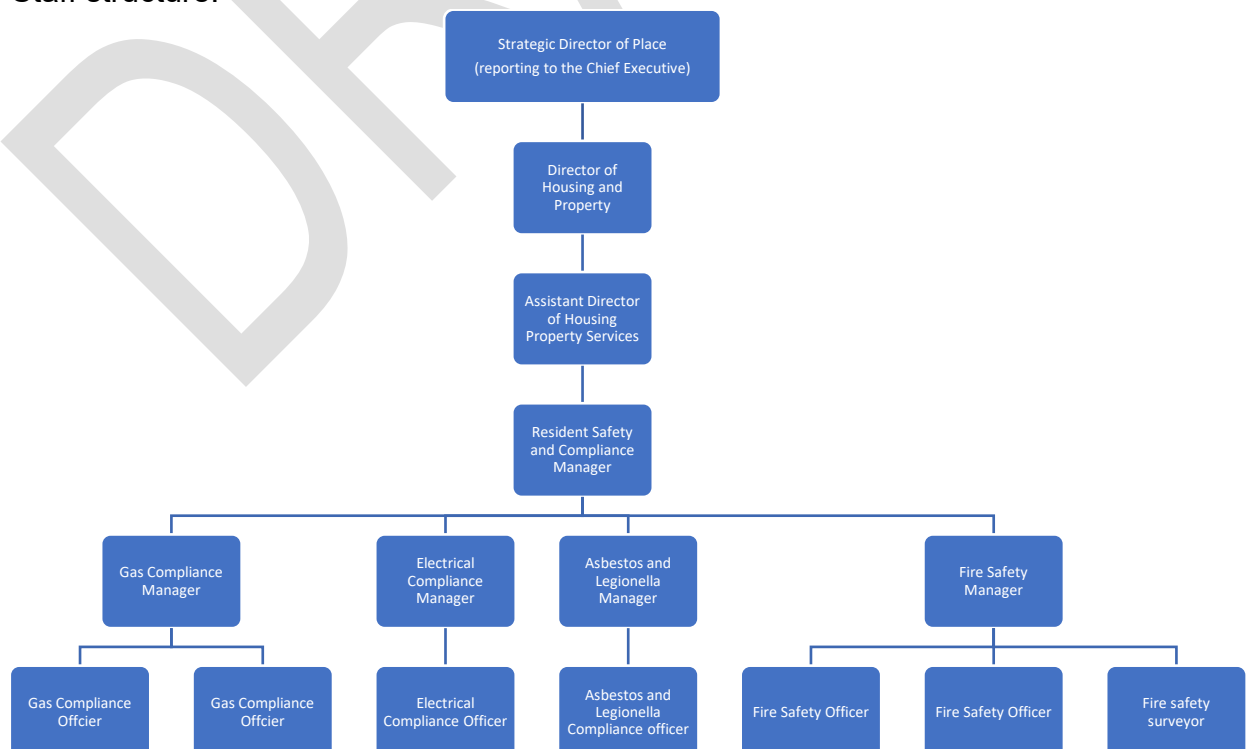 Staff structure:
Strategic Director of Place
(reporting to the Chief Executive)
Director of
Housing and
Property
Assistant Director
of Housing
Property Services
Resident Safety
and Compliance
Manager
Gas Compliance
Manager
Electrical
Compliance
Manager
Asbestos and
Legionella
Manager
Fire Safety
Manager
Gas Compliance
Offcier
Gas Compliance
Offcier
Electrical
Compliance Officer
Asbestos and
Legionella
Compliance officer
Fire Safety Officer
Fire Safety Officer
Fire safety
surveyor